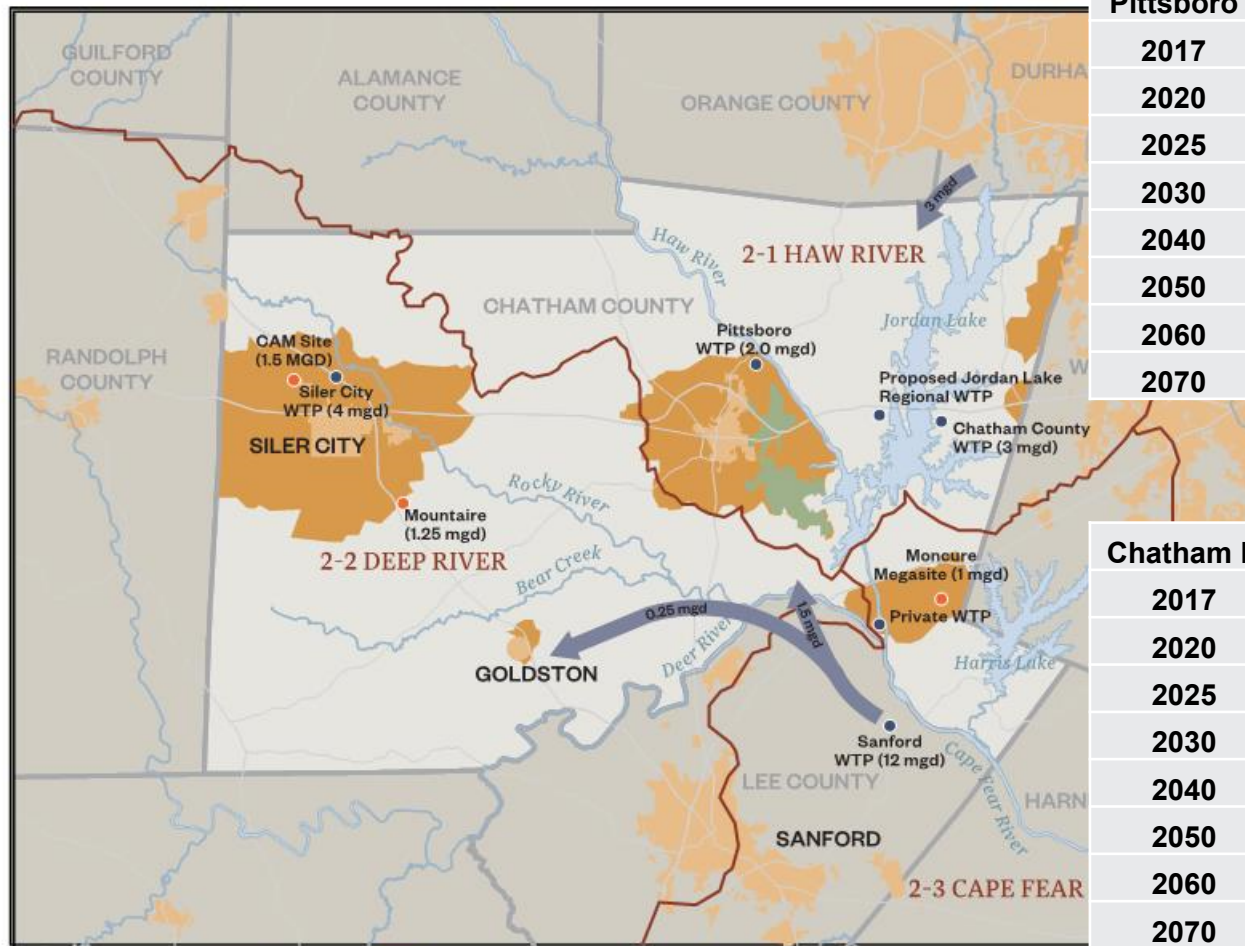 GUILFORD
COUNTY
ALAMANCE
COUNTY
ORANGE COUNTY
DURHA
3 mgd
Haw River
2-1 HAW RIVER
CHATHAM COUNTY
Jordan Lake
RANDOLPH
COUNTY
CAM Site
(1.5 MGD)
Siler City
WTP (4 mgd)
SILER CITY
Pittsboro
WTP (2.0 mgd)
Proposed Jordan Lake
Regional WTP
W
Chatham County
WTP (3 mgd)
Rocky River
Mountaire
(1.25 mgd)
2-2 DEEP RIVER
Bear Creek
Moncure
Megasite (1 mgd)
Private WTP
0.25 mgd
1.5 mgd
Deer River
GOLDSTON
Harris Lake
Sanford
WTP (12 mgd)
Cape Fear River
LEE COUNTY
HARN
SANFORD
2-3 CAPE FEAR
Pittsboro
2017
2020
2025
2030
2040
2050
2060
2070
Chatham
2017
2020
2025
2030
2040
2050
2060
2070